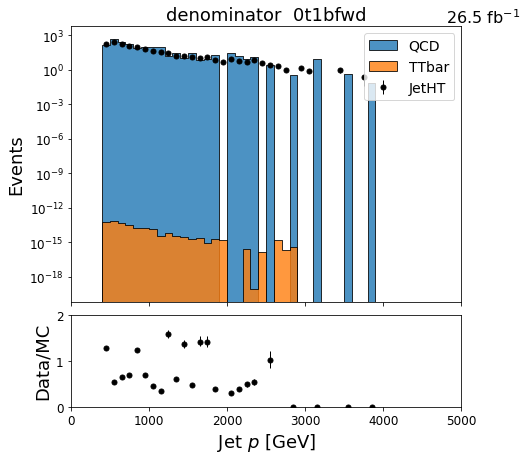 denominator 0t1bfwd
26.5 fb⁻¹
Events
10³
10⁰
10⁻³
10⁻⁶
10⁻⁹
10⁻¹²
10⁻¹⁵
10⁻¹⁸
QCD
TTbar
JetHT
Data/MC
2
1
0
0 1000 2000 3000 4000 5000
Jet p [GeV]